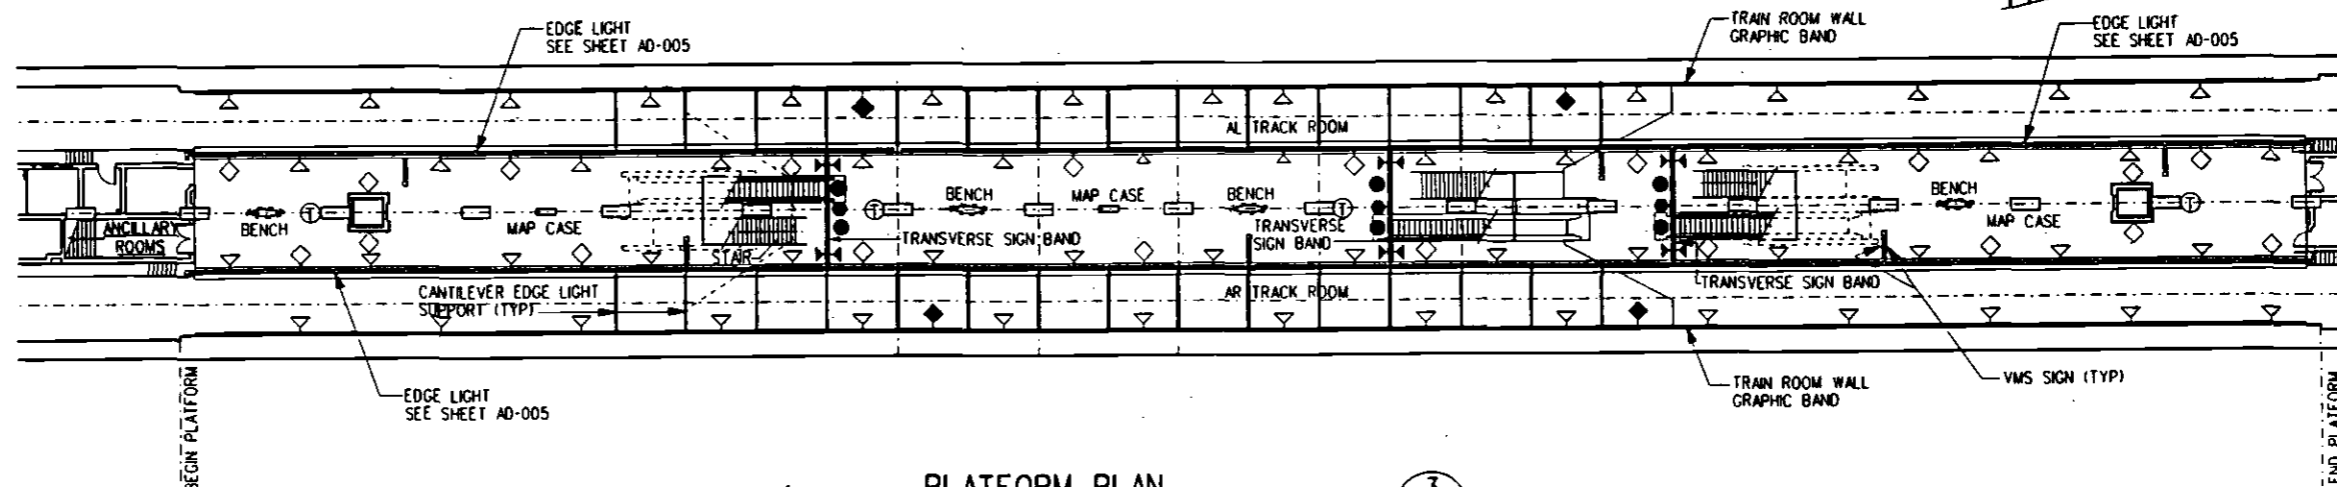 EDGE LIGHT
SEE SHEET AD-005
TRAIN ROOM WALL
GRAPHIC BAND
EDGE LIGHT
SEE SHEET AD-005
AL TRACK ROOM
ANCILLARY
ROOMS
BENCH
T
MAP CASE
STAIR
T
BENCH
MAP CASE
BENCH
T
TRANSVERSE SIGN BAND
TRANSVERSE
SIGN BAND
BENCH
MAP CASE
T
TRANSVERSE SIGN BAND
CANTILEVER EDGE LIGHT
SUPPORT (TYP)
AR TRACK ROOM
EDGE LIGHT
SEE SHEET AD-005
TRAIN ROOM WALL
GRAPHIC BAND
VMS SIGN (TYP)
BEGIN PLATFORM
END PLATFORM
PLATFORM PLAN
3